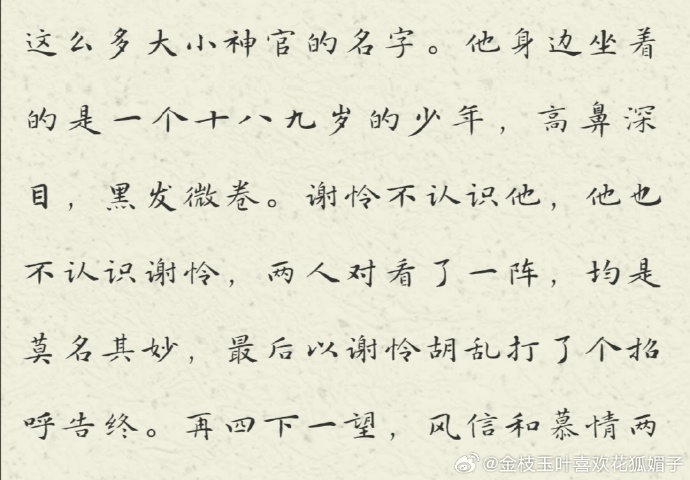 这么多大小神官的名字。他身边坐着
的是一个十八九岁的少年，高鼻深
目，黑发微卷。谢怜不认识他，他也
不认识谢怜，两人对看了一阵，均是
莫名其妙，最后以谢怜胡乱打了个招
呼告终。再四下一望，风信和慕情两
@金枝玉叶喜欢花狐媚子